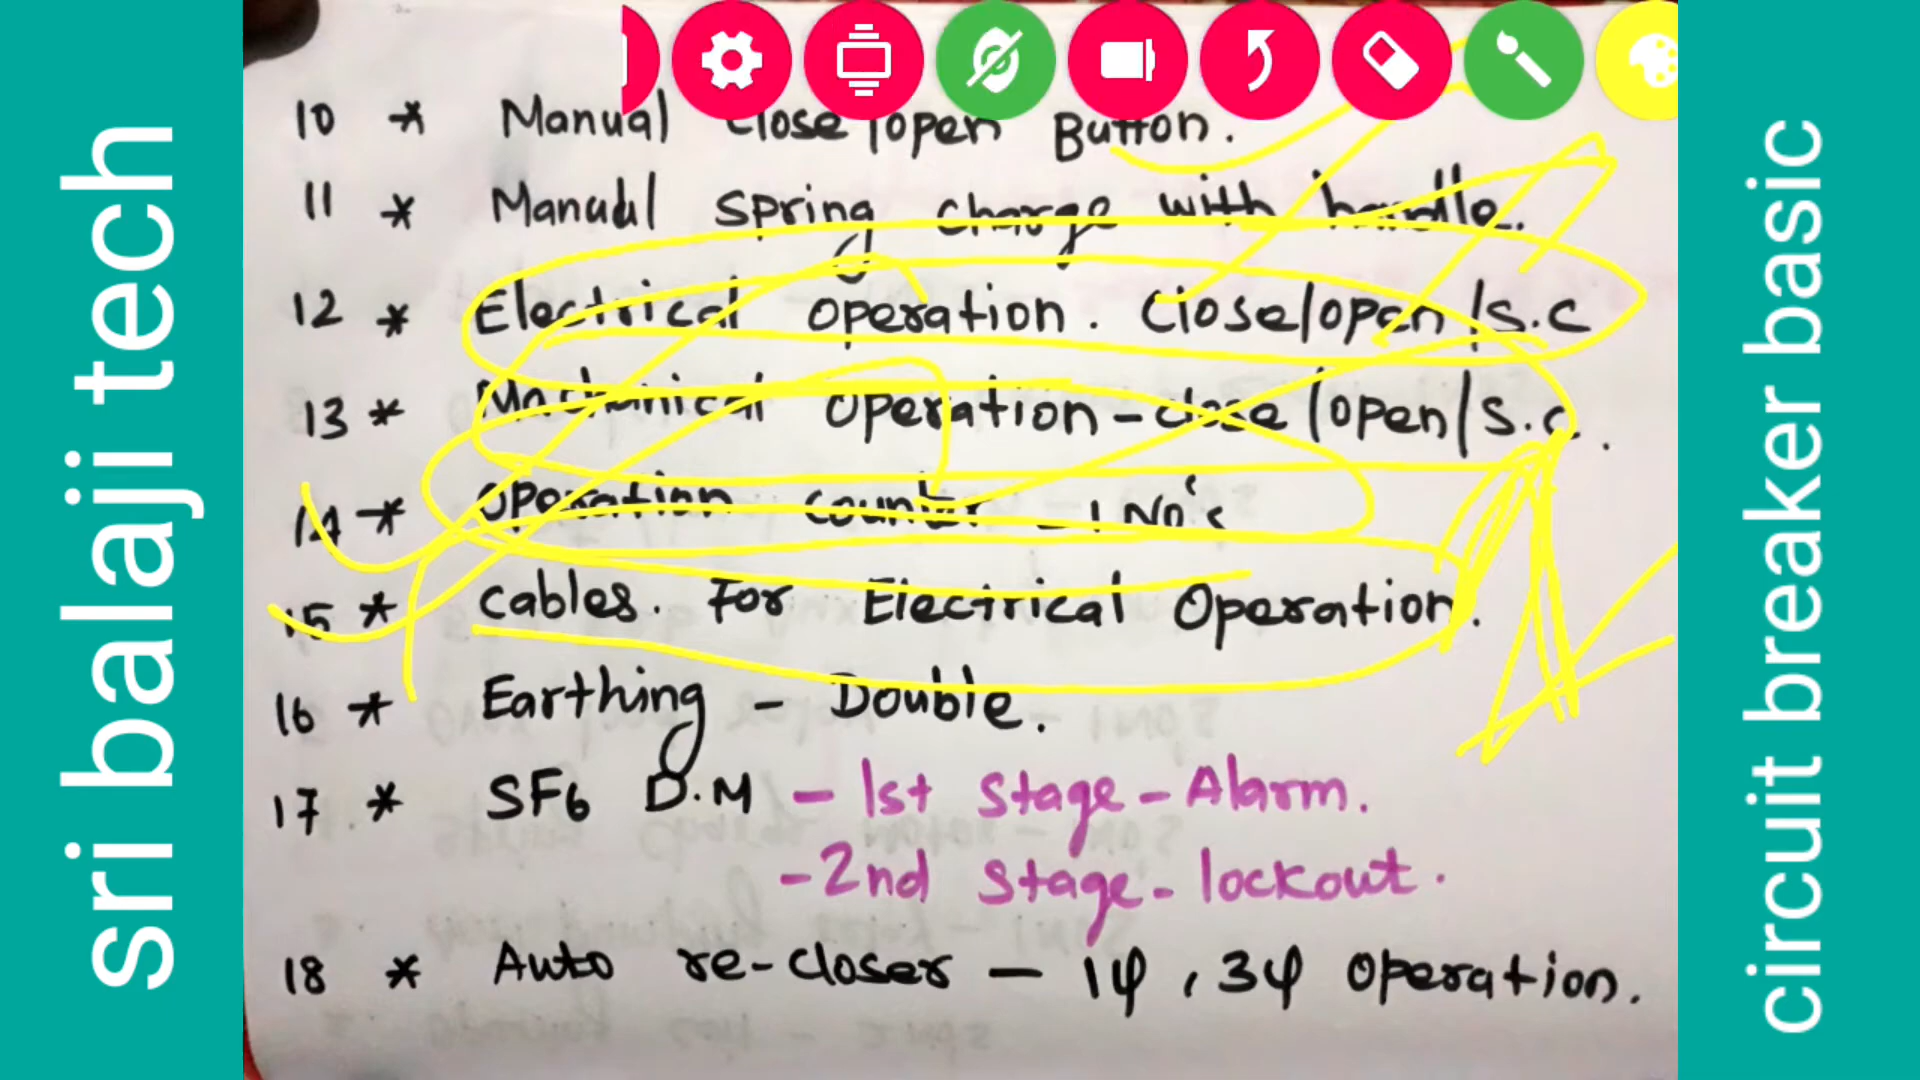 sri balaji tech
10 * Manual close/open Button.
11 * Manual spring charge with handle.
12 * Electrical operation. Close/open/S.C
13 * Mechanical operation - close/open/S.C.
14 * Operation counter - 1 No's
15 * Cables. For Electrical Operation.
16 * Earthing - Double.
17 * SF6 D.M - 1st stage - Alarm.
- 2nd stage - lockout.
18 * Auto re-closer - 1φ, 3φ operation.
circuit breaker basic